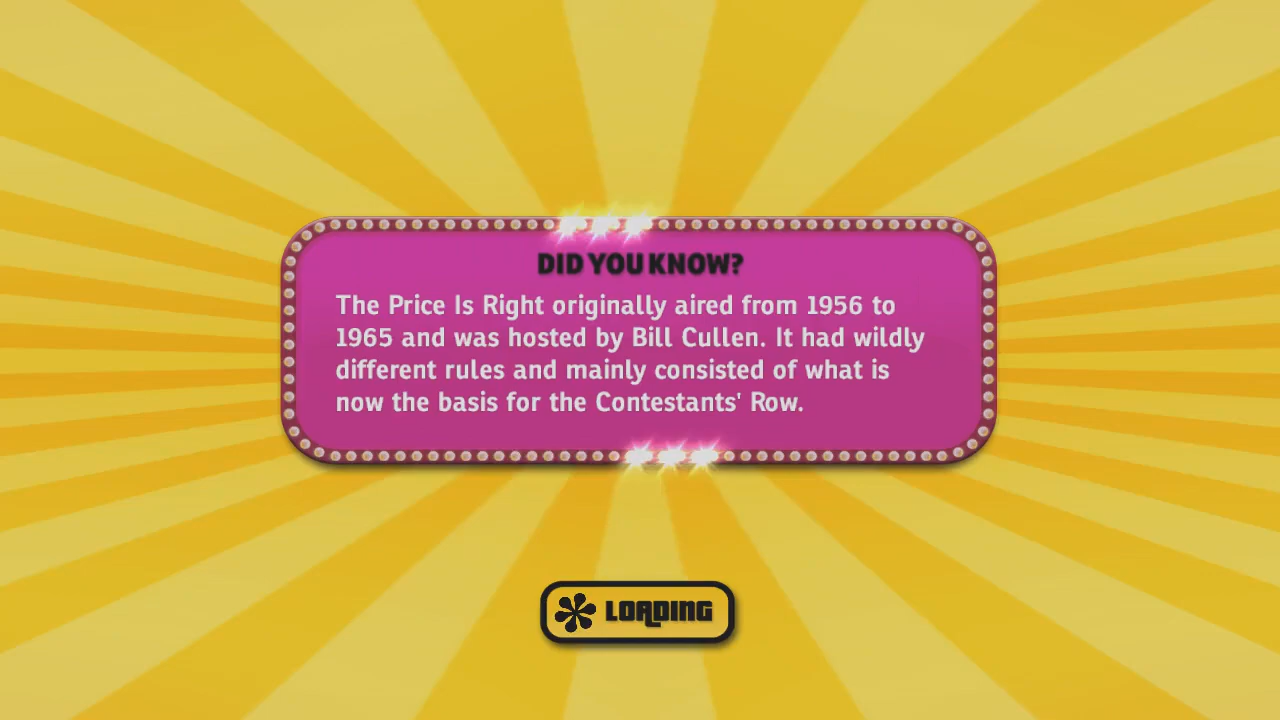 DID YOU KNOW?
The Price Is Right originally aired from 1956 to
1965 and was hosted by Bill Cullen. It had wildly
different rules and mainly consisted of what is
now the basis for the Contestants' Row.
LOADING